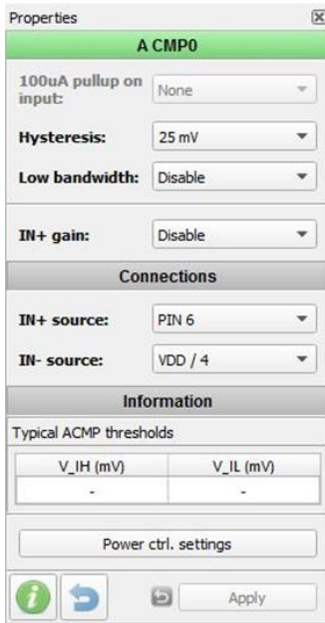 Properties
A CMP0
100uA pullup on
input:
None
Hysteresis:
25 mV
Low bandwidth:
Disable
IN+ gain:
Disable
Connections
IN+ source:
PIN 6
IN- source:
VDD / 4
Information
Typical ACMP thresholds
V_IH (mV)
V_IL (mV)
-
-
Power ctrl. settings
Apply